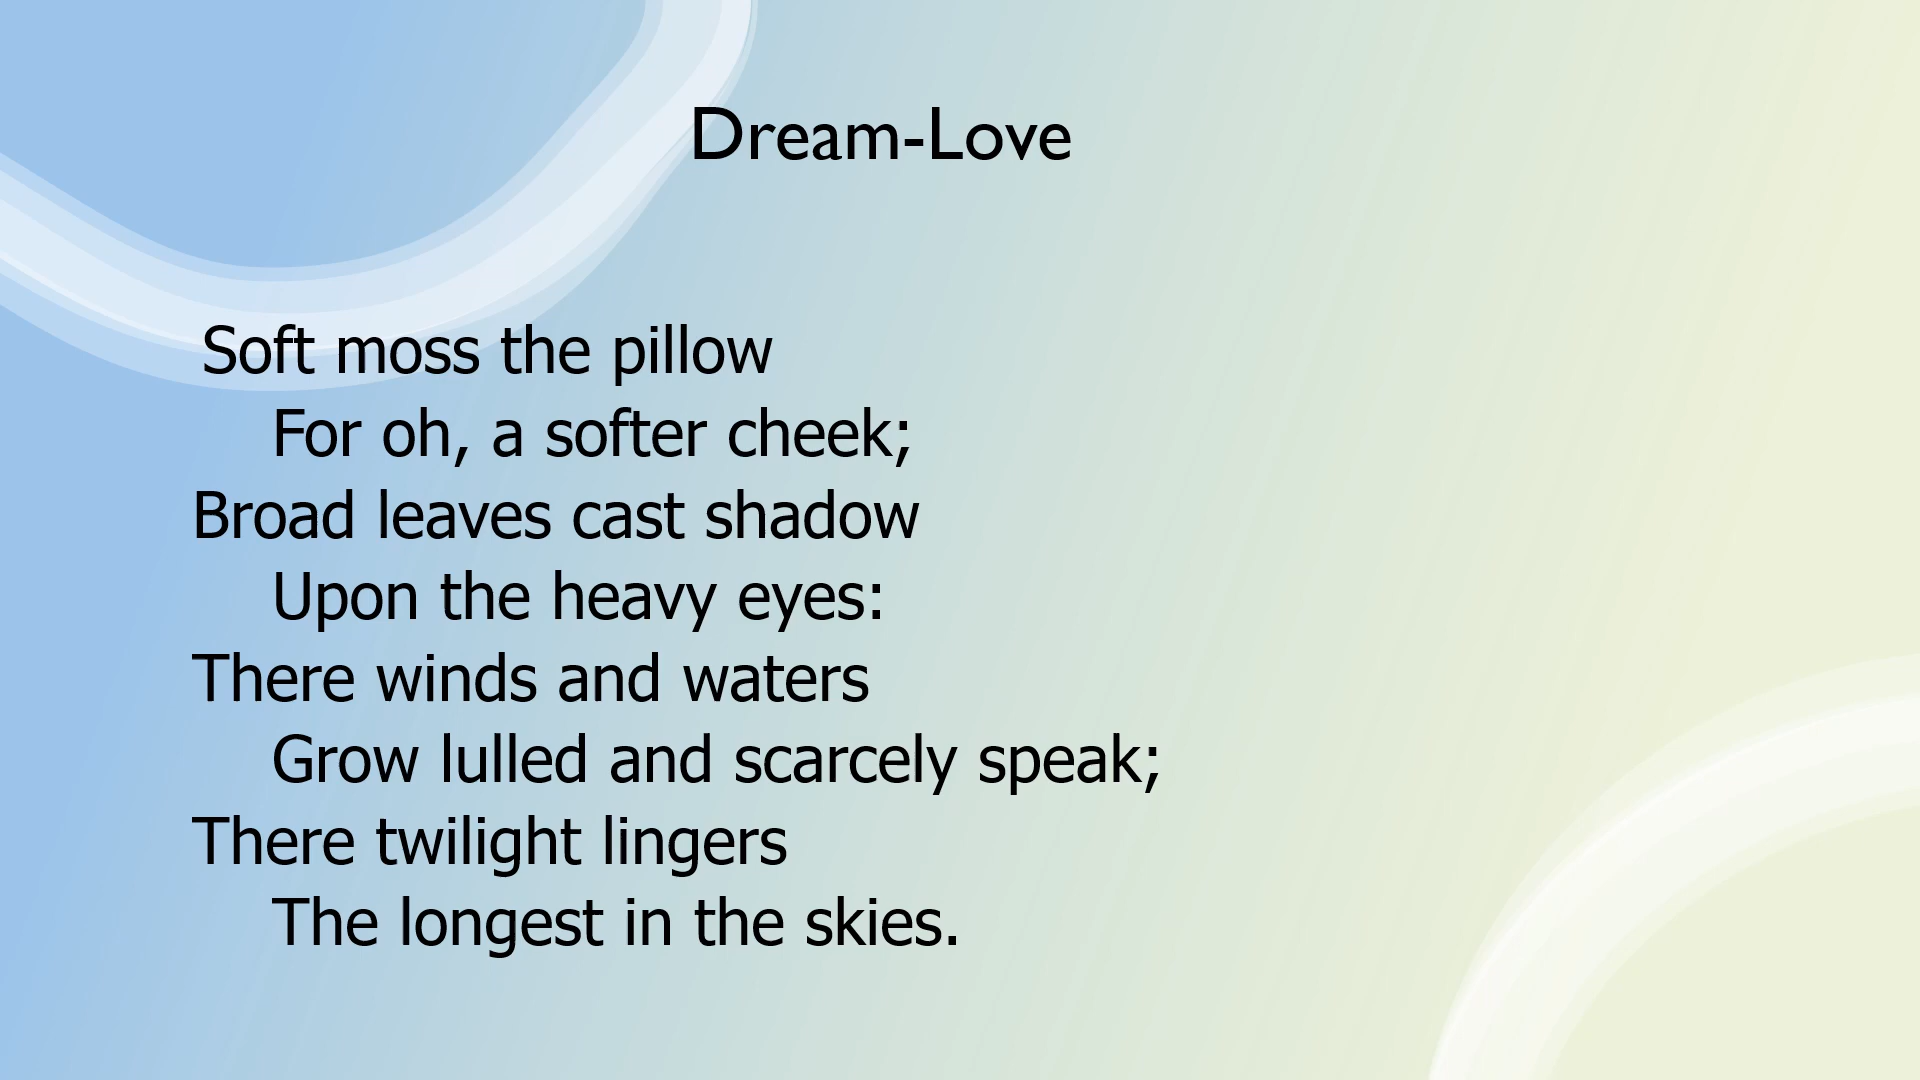 Dream-Love
Soft moss the pillow
For oh, a softer cheek;
Broad leaves cast shadow
Upon the heavy eyes:
There winds and waters
Grow lulled and scarcely speak;
There twilight lingers
The longest in the skies.